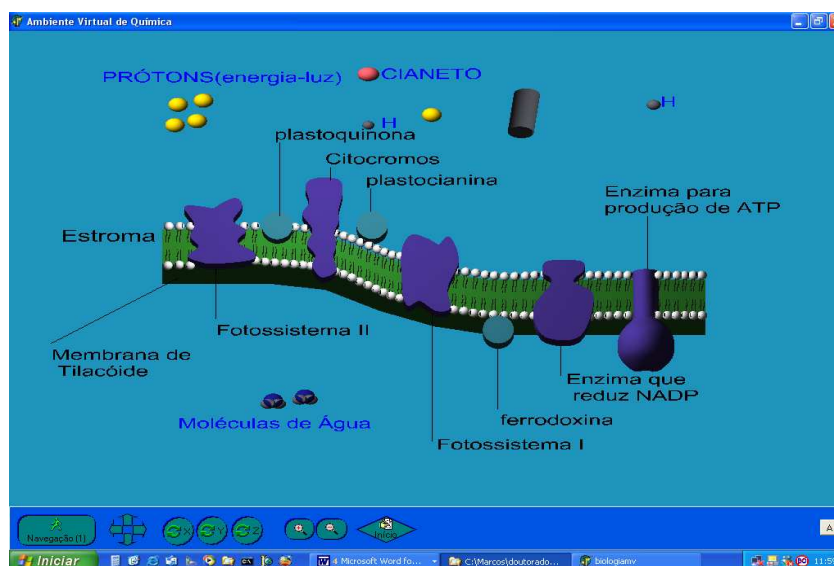 Ambiente Virtual de Química
PRÓTONS(energia-luz)
CIANETO
H
H
plastoquinona
Citocromos
plastocianina
Enzima para
produção de ATP
Estroma
Fotossistema II
Membrana de
Tilacóide
Enzima que
reduz NADP
Moléculas de Água
ferrodoxina
Fotossistema I
Navegação (1)
X
Y
Z
Início
A
Iniciar
4 Microsoft Word fo...
C:\Marcos\doutorado...
biologiamv